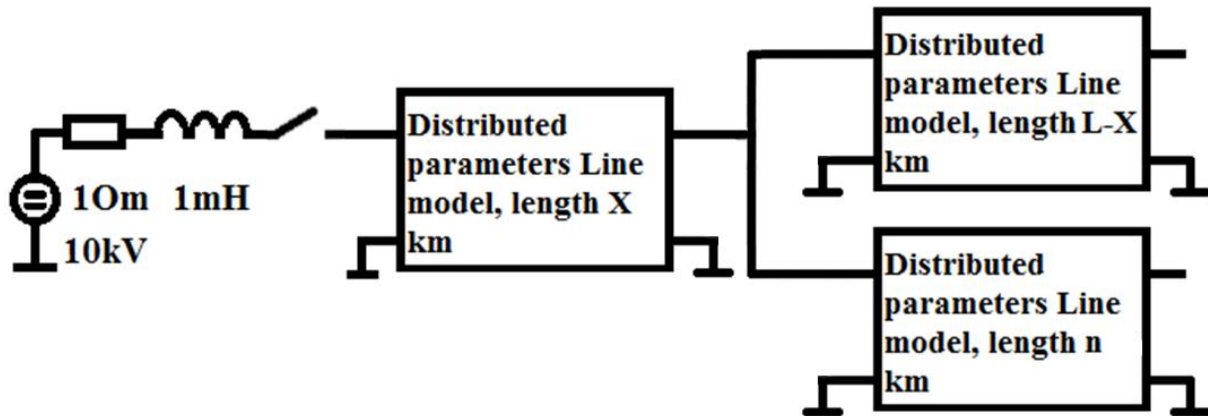 1Om 1mH
10kV
Distributed
parameters Line
model, length X
km
Distributed
parameters Line
model, length L-X
km
Distributed
parameters Line
model, length n
km